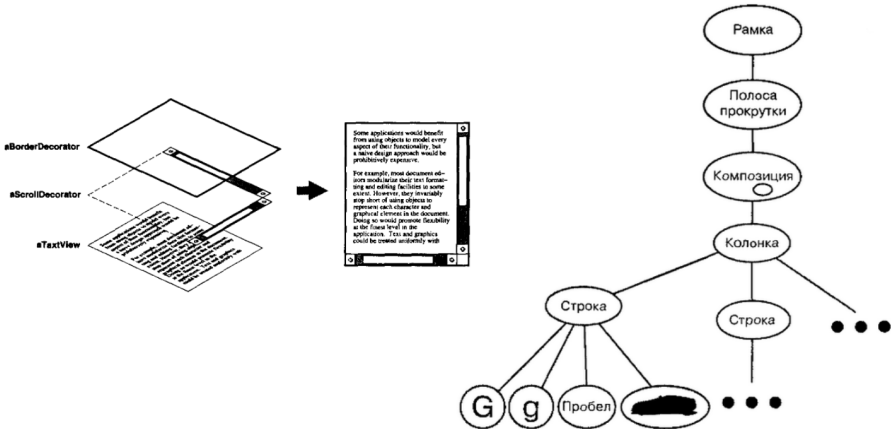 aBorderDecorator
aScrollDecorator
aTextView
Some applications would benefit
from using objects to model every
aspect of their functionality, but
a naive design approach would be
prohibitively expensive.
For example, most document ed-
itors modularize their text format-
ting and editing facilities to some
extent. However, they invariably
stop short of using objects to
represent each character and
graphical element in the document.
Doing so would promote flexibility
at the finest level in the
application. Text and graphics
could be treated uniformly with
Рамка
Полоса
прокрутки
Композиция
Колонка
Строка
Строка
G
g
Пробел